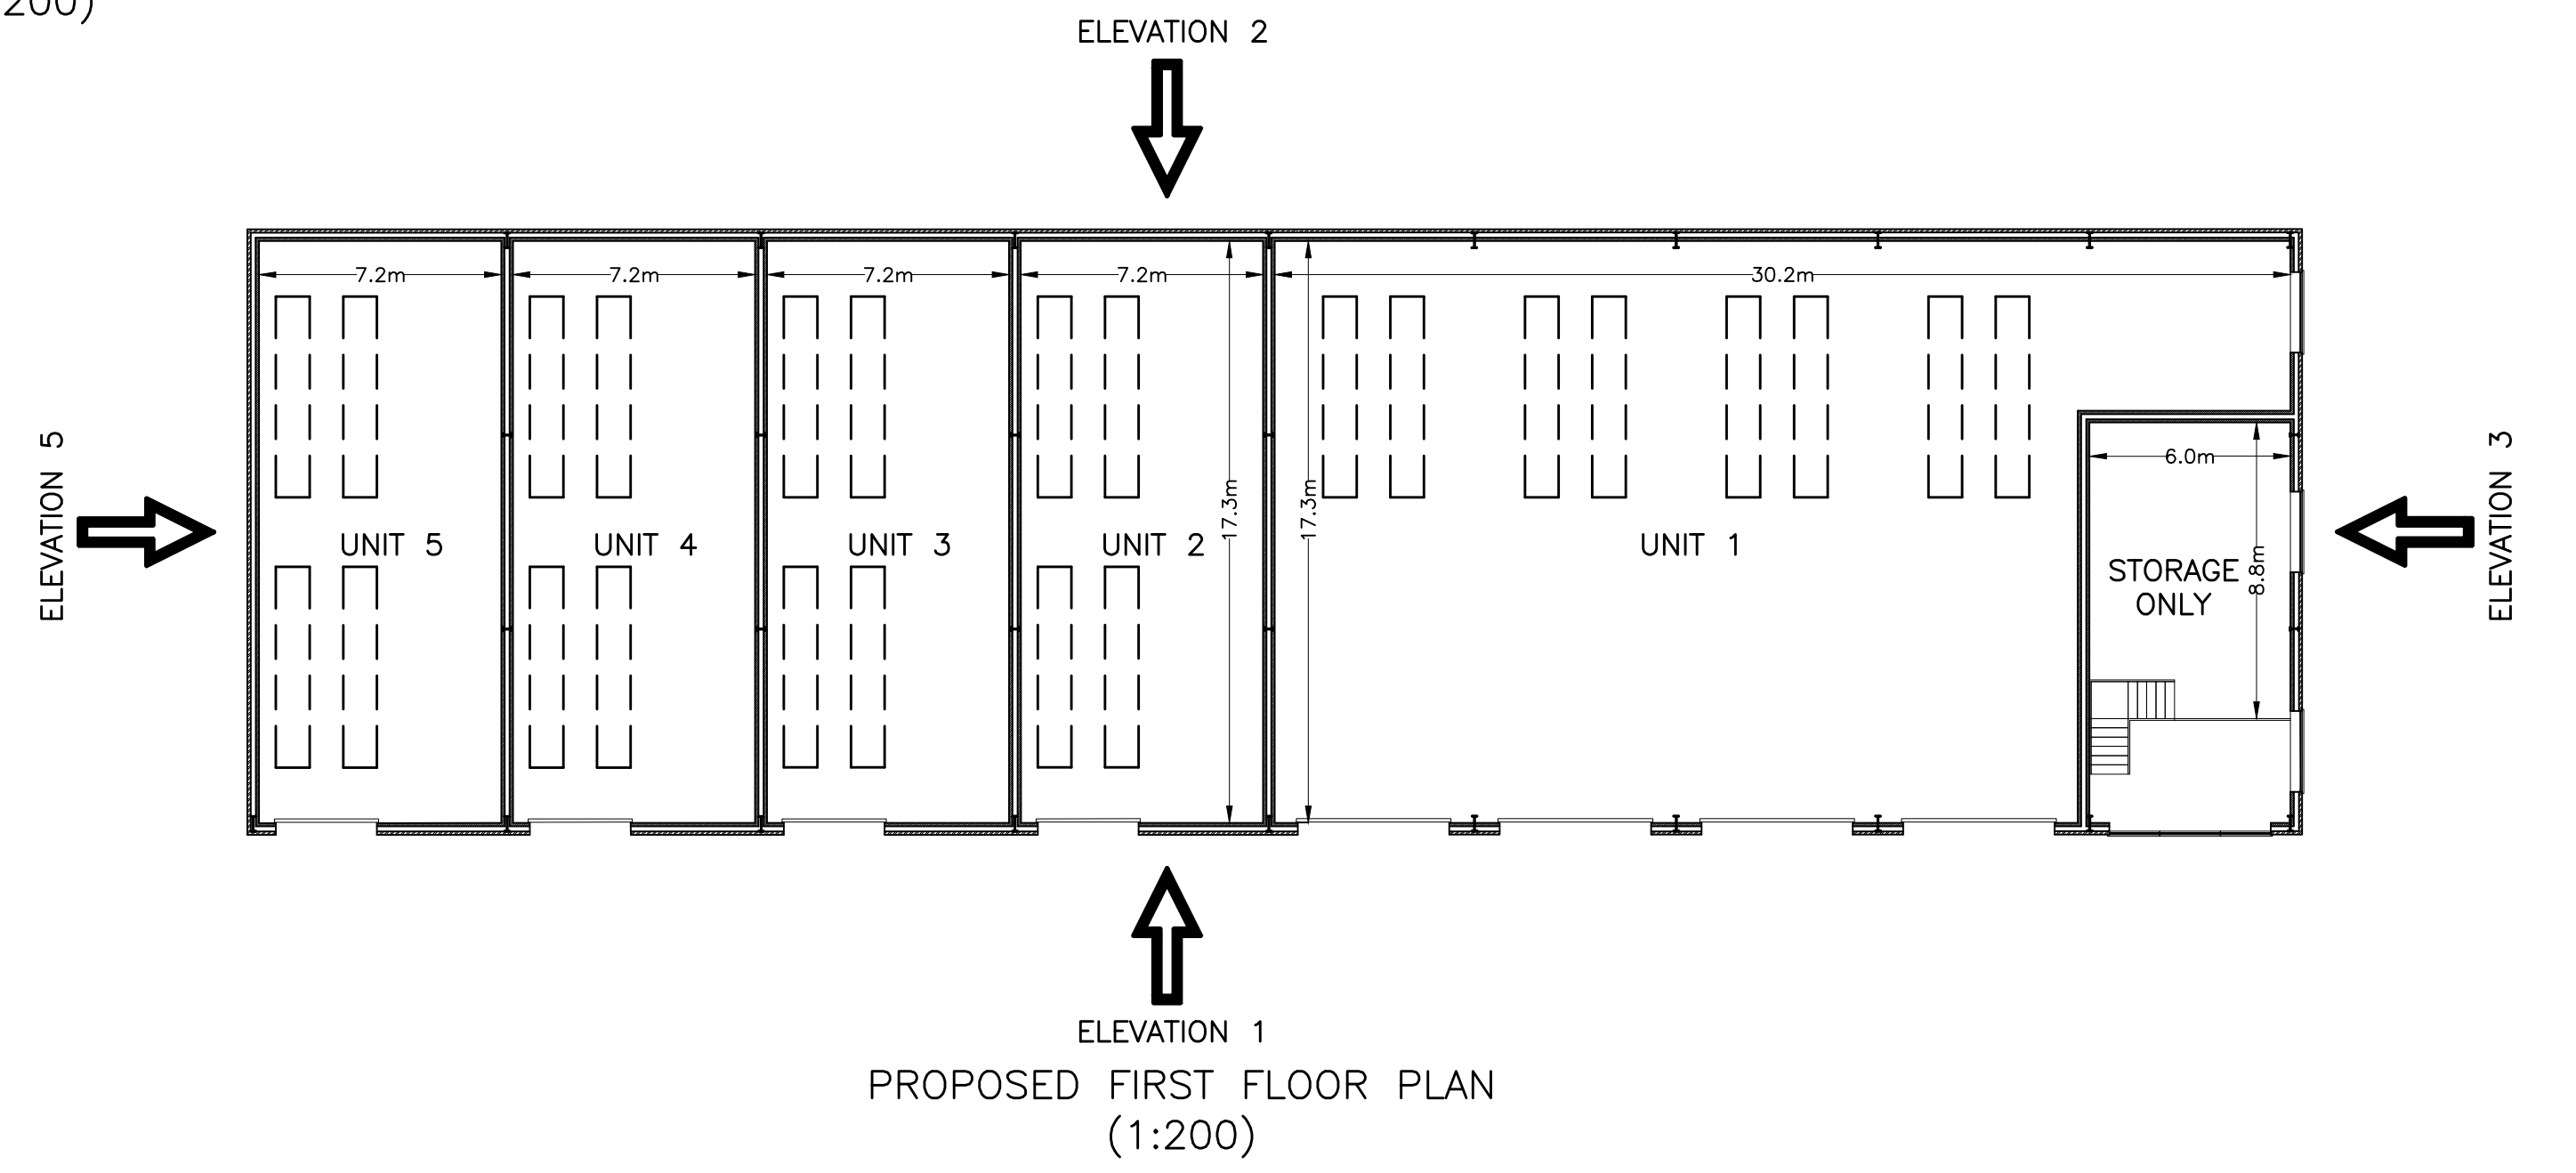 200)
ELEVATION 2
7.2m
7.2m
7.2m
7.2m
30.2m
ELEVATION 5
ELEVATION 3
6.0m
17.3m
17.3m
UNIT 5
UNIT 4
UNIT 3
UNIT 2
UNIT 1
STORAGE
ONLY
8.8m
ELEVATION 1
PROPOSED FIRST FLOOR PLAN
(1:200)